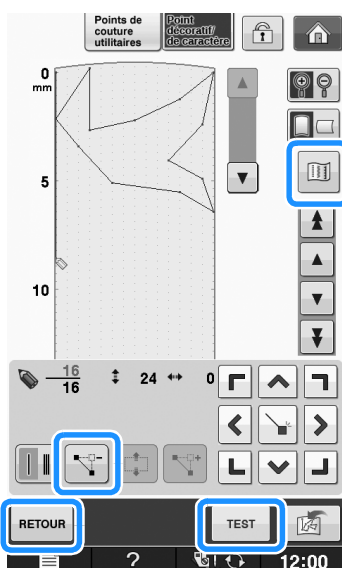 Points de
couture
utilitaires
Point
décoratif/
de caractère
0
mm
5
10
16
16
24
0
RETOUR
TEST
?
12:00